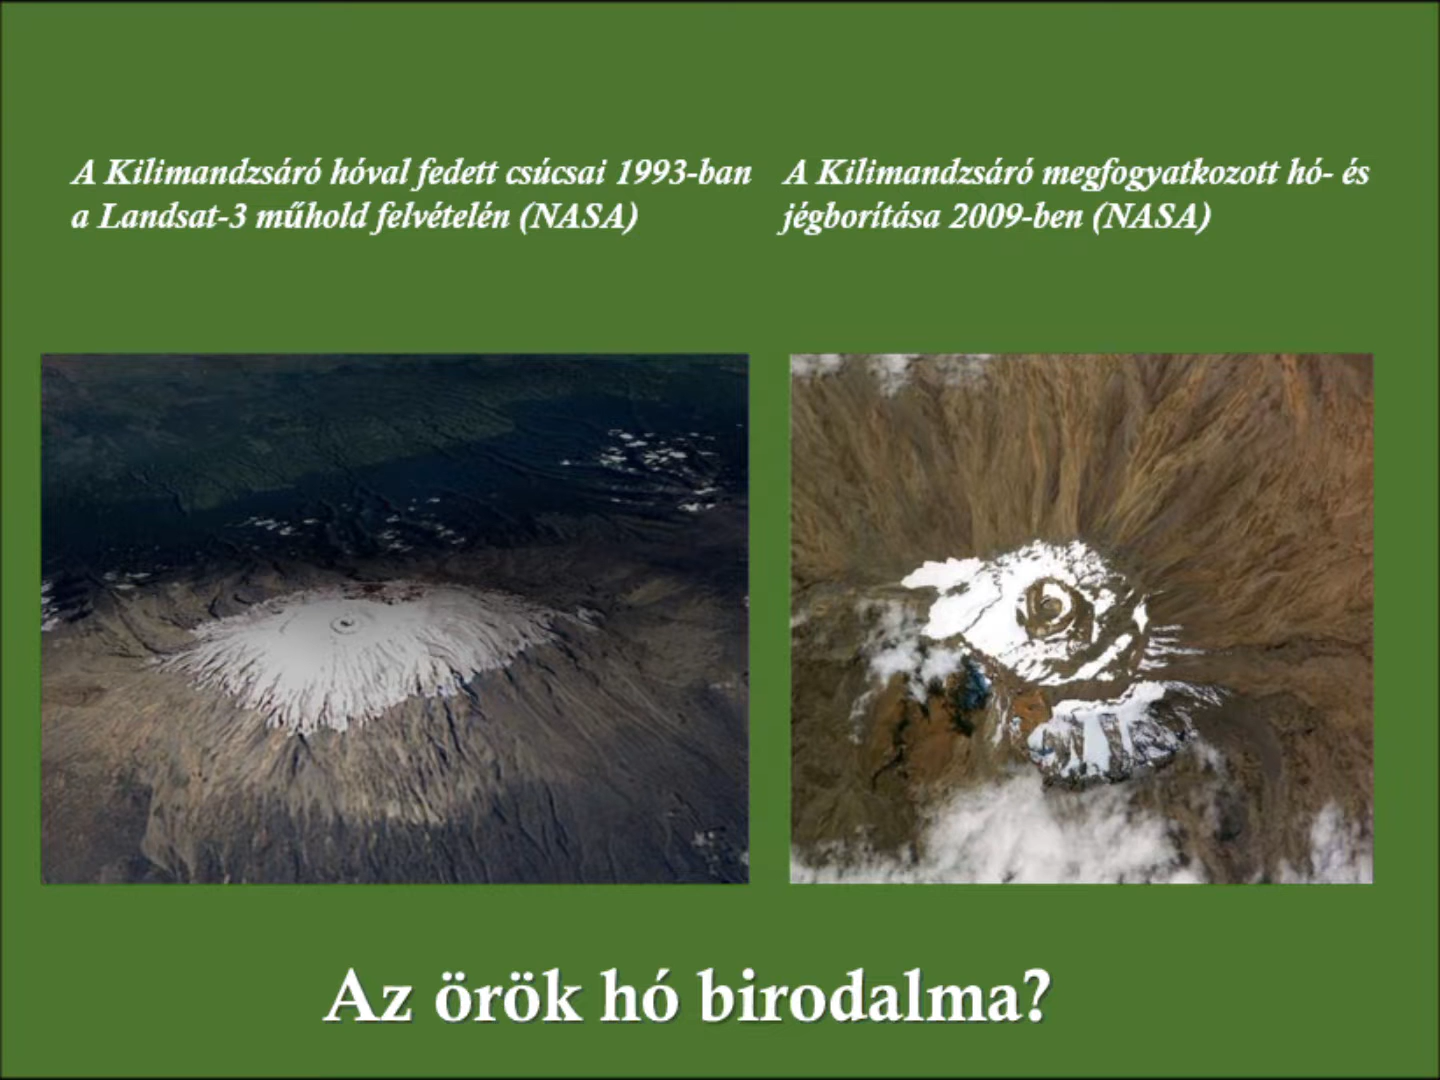 A Kilimandzsáró hóval fedett csúcsai 1993-ban
a Landsat-3 műhold felvételén (NASA)
A Kilimandzsáró megfogyatkozott hó- és
jégborítása 2009-ben (NASA)
Az örök hó birodalma?